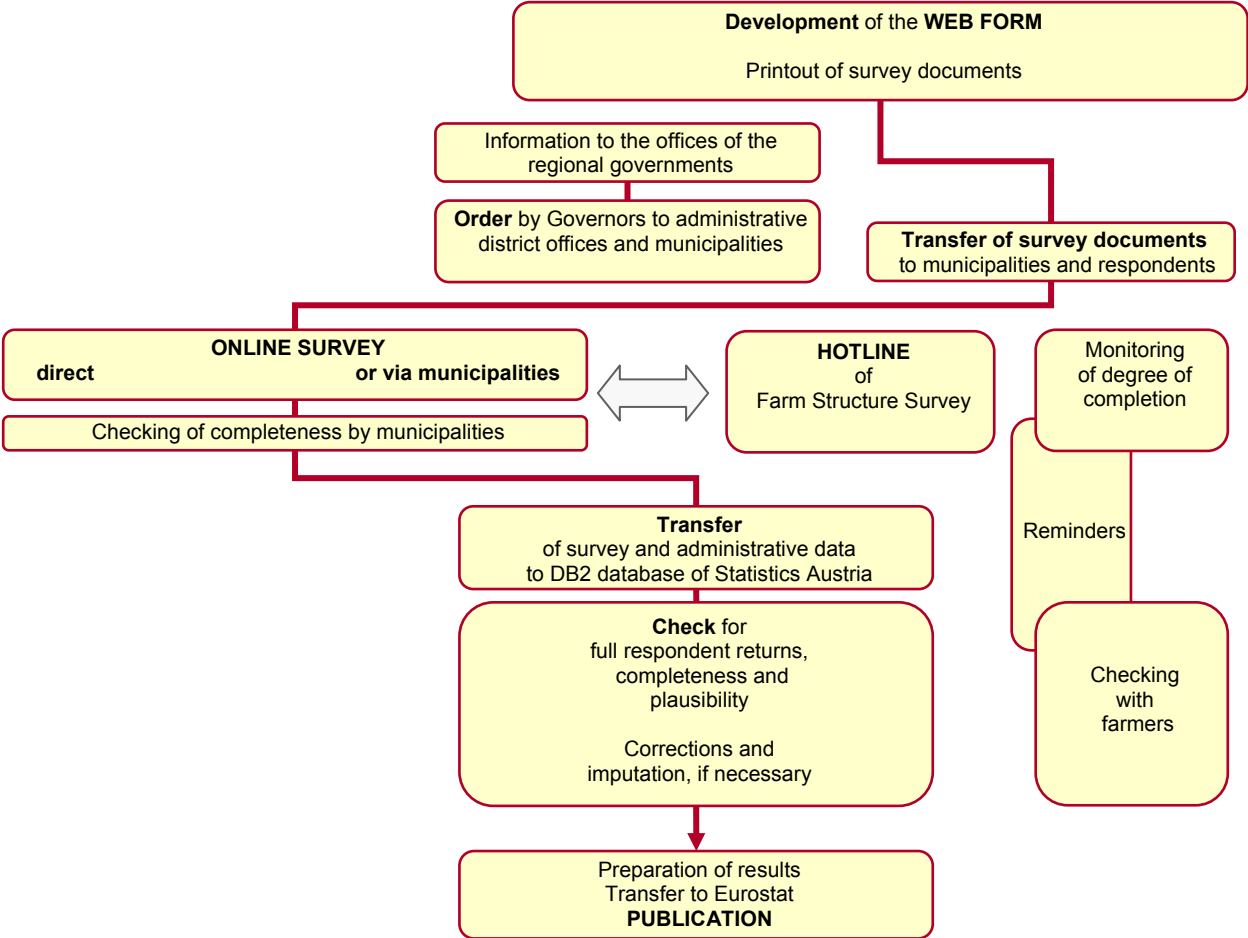 Development of the WEB FORM
Printout of survey documents
Information to the offices of the
regional governments
Order by Governors to administrative
district offices and municipalities
Transfer of survey documents
to municipalities and respondents
ONLINE SURVEY
direct or via municipalities
Checking of completeness by municipalities
HOTLINE
of
Farm Structure Survey
Monitoring
of degree of
completion
Reminders
Checking
with
farmers
Transfer
of survey and administrative data
to DB2 database of Statistics Austria
Check for
full respondent returns,
completeness and
plausibility
Corrections and
imputation, if necessary
Preparation of results
Transfer to Eurostat
PUBLICATION